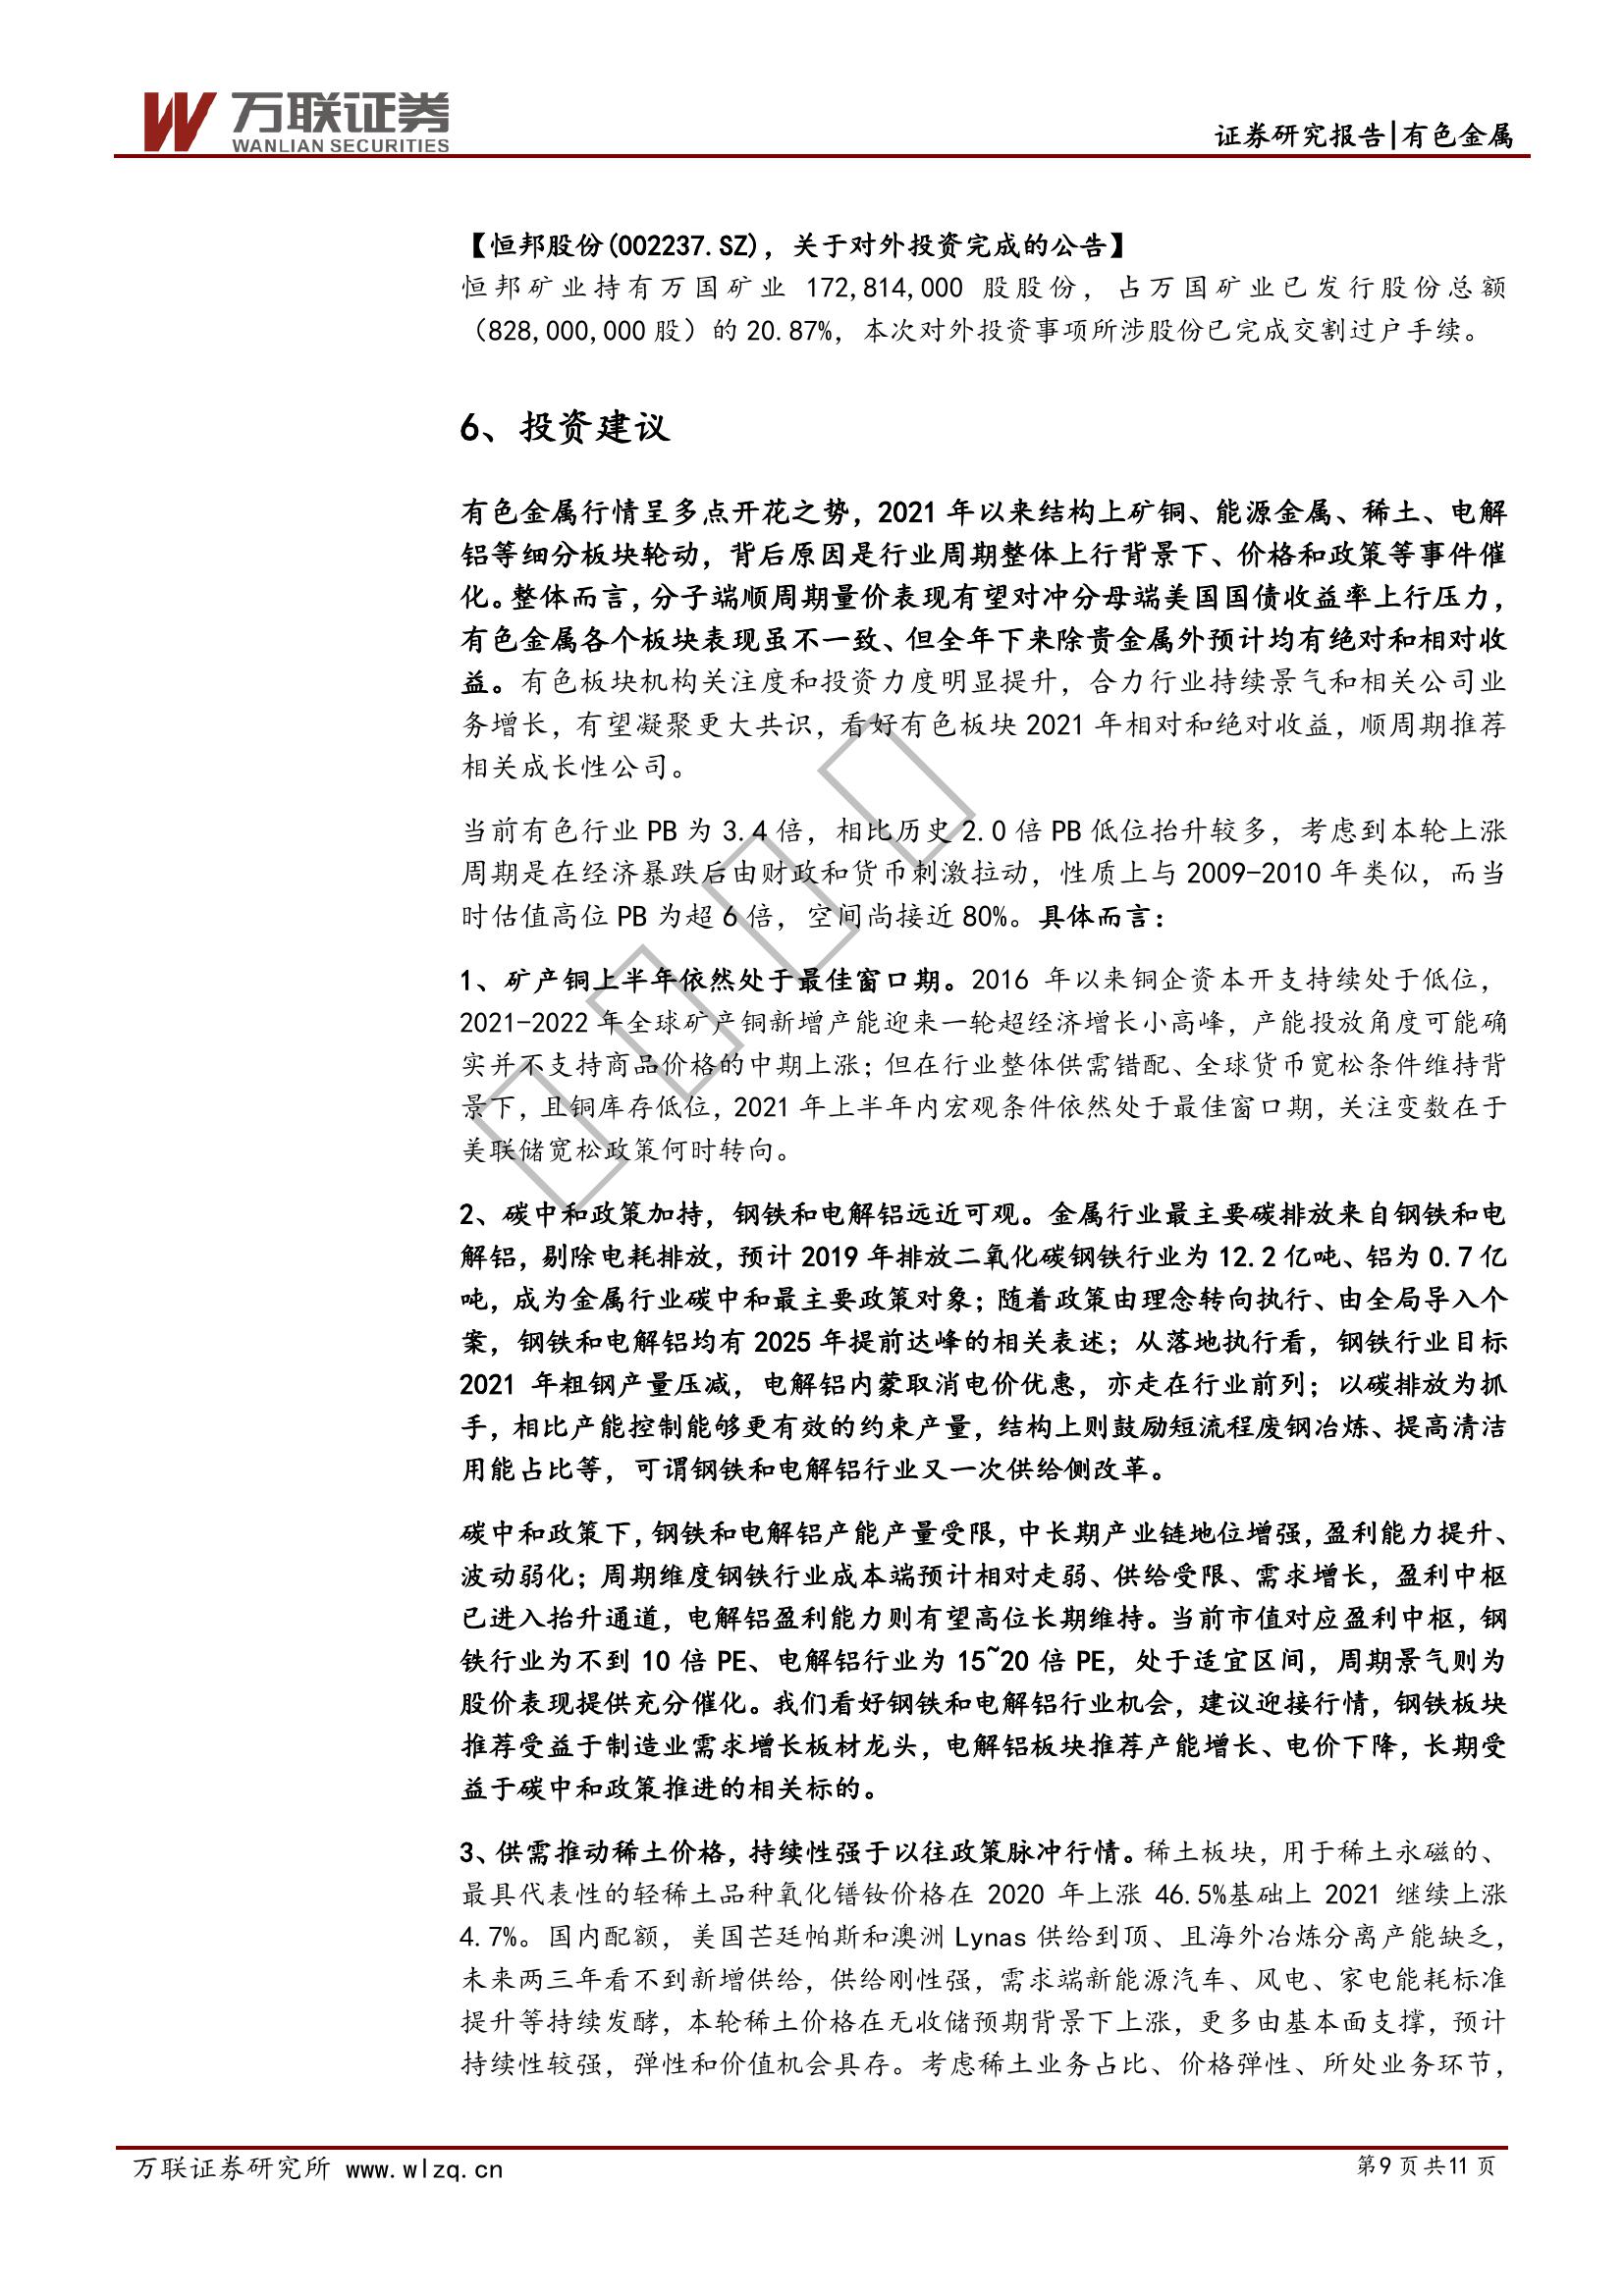 万联证券
WANLIAN SECURITIES
证券研究报告|有色金属
【恒邦股份(002237.SZ)，关于对外投资完成的公告】
恒邦矿业持有万国矿业 172,814,000 股股份，占万国矿业已发行股份总额
（828,000,000 股）的 20.87%，本次对外投资事项所涉股份已完成交割过户手续。
6、投资建议
有色金属行情呈多点开花之势，2021 年以来结构上矿铜、能源金属、稀土、电解
铝等细分板块轮动，背后原因是行业周期整体上行背景下、价格和政策等事件催
化。整体而言，分子端顺周期量价表现有望对冲分母端美国国债收益率上行压力，
有色金属各个板块表现虽不一致、但全年下来除贵金属外预计均有绝对和相对收
益。有色板块机构关注度和投资力度明显提升，合力行业持续景气和相关公司业
务增长，有望凝聚更大共识，看好有色板块 2021 年相对和绝对收益，顺周期推荐
相关成长性公司。
当前有色行业 PB 为 3.4 倍，相比历史 2.0 倍 PB 低位抬升较多，考虑到本轮上涨
周期是在经济暴跌后由财政和货币刺激拉动，性质上与 2009-2010 年类似，而当
时估值高位 PB 为超 6 倍，空间尚接近 80%。具体而言：
1、矿产铜上半年依然处于最佳窗口期。2016 年以来铜企资本开支持续处于低位，
2021-2022 年全球矿产铜新增产能迎来一轮超经济增长小高峰，产能投放角度可能确
实并不支持商品价格的中期上涨；但在行业整体供需错配、全球货币宽松条件维持背
景下，且铜库存低位，2021 年上半年内宏观条件依然处于最佳窗口期，关注变数在于
美联储宽松政策何时转向。
2、碳中和政策加持，钢铁和电解铝远近可观。金属行业最主要碳排放来自钢铁和电
解铝，剔除电耗排放，预计 2019 年排放二氧化碳钢铁行业为 12.2 亿吨、铝为 0.7 亿
吨，成为金属行业碳中和最主要政策对象；随着政策由理念转向执行、由全局导入个
案，钢铁和电解铝均有 2025 年提前达峰的相关表述；从落地执行看，钢铁行业目标
2021 年粗钢产量压减，电解铝内蒙取消电价优惠，亦走在行业前列；以碳排放为抓
手，相比产能控制能够更有效的约束产量，结构上则鼓励短流程废钢冶炼、提高清洁
用能占比等，可谓钢铁和电解铝行业又一次供给侧改革。
碳中和政策下，钢铁和电解铝产能产量受限，中长期产业链地位增强，盈利能力提升、
波动弱化；周期维度钢铁行业成本端预计相对走弱、供给受限、需求增长，盈利中枢
已进入抬升通道，电解铝盈利能力则有望高位长期维持。当前市值对应盈利中枢，钢
铁行业为不到 10 倍 PE、电解铝行业为 15~20 倍 PE，处于适宜区间，周期景气则为
股价表现提供充分催化。我们看好钢铁和电解铝行业机会，建议迎接行情，钢铁板块
推荐受益于制造业需求增长板材龙头，电解铝板块推荐产能增长、电价下降，长期受
益于碳中和政策推进的相关标的。
3、供需推动稀土价格，持续性强于以往政策脉冲行情。稀土板块，用于稀土永磁的、
最具代表性的轻稀土品种氧化镨钕价格在 2020 年上涨 46.5%基础上 2021 继续上涨
4.7%。国内配额，美国芒廷帕斯和澳洲 Lynas 供给到顶、且海外冶炼分离产能缺乏，
未来两三年看不到新增供给，供给刚性强，需求端新能源汽车、风电、家电能耗标准
提升等持续发酵，本轮稀土价格在无收储预期背景下上涨，更多由基本面支撑，预计
持续性较强，弹性和价值机会具存。考虑稀土业务占比、价格弹性、所处业务环节，
万联证券研究所 www.wlzq.cn
第 9 页 共 11 页